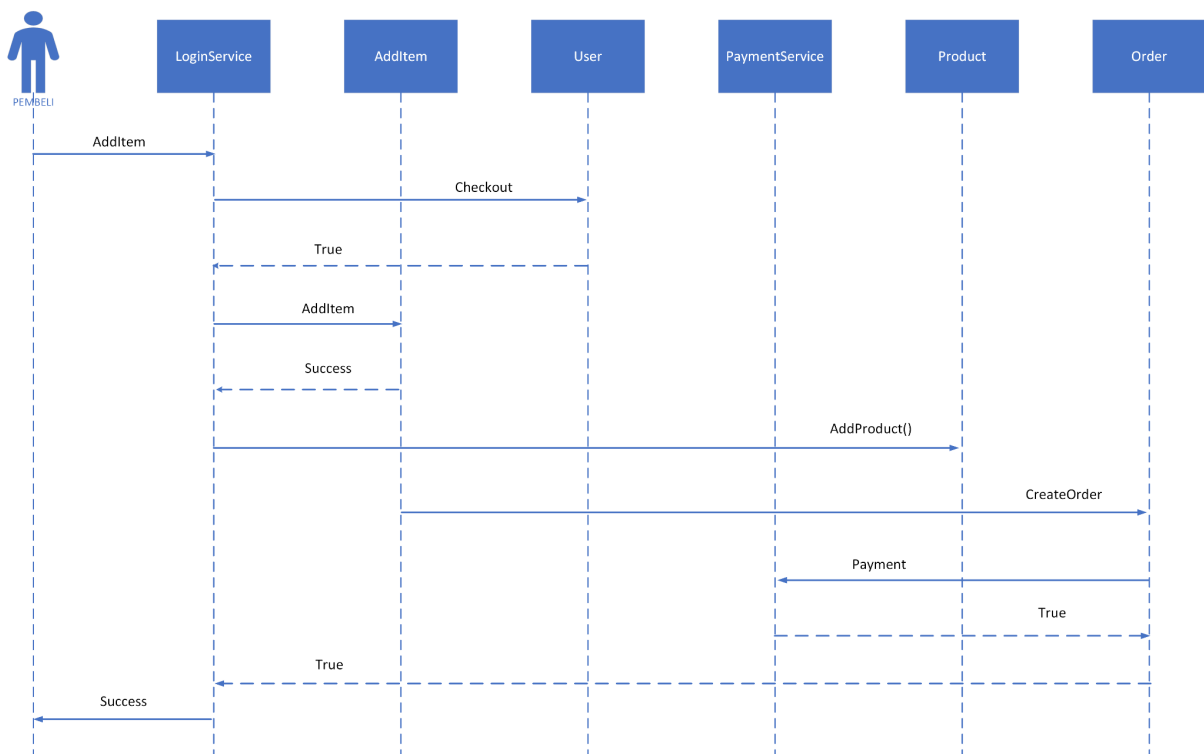 LoginService
AddItem
User
PaymentService
Product
Order
PEMBELI
AddItem
Checkout
True
AddItem
Success
AddProduct()
CreateOrder
Payment
True
True
Success